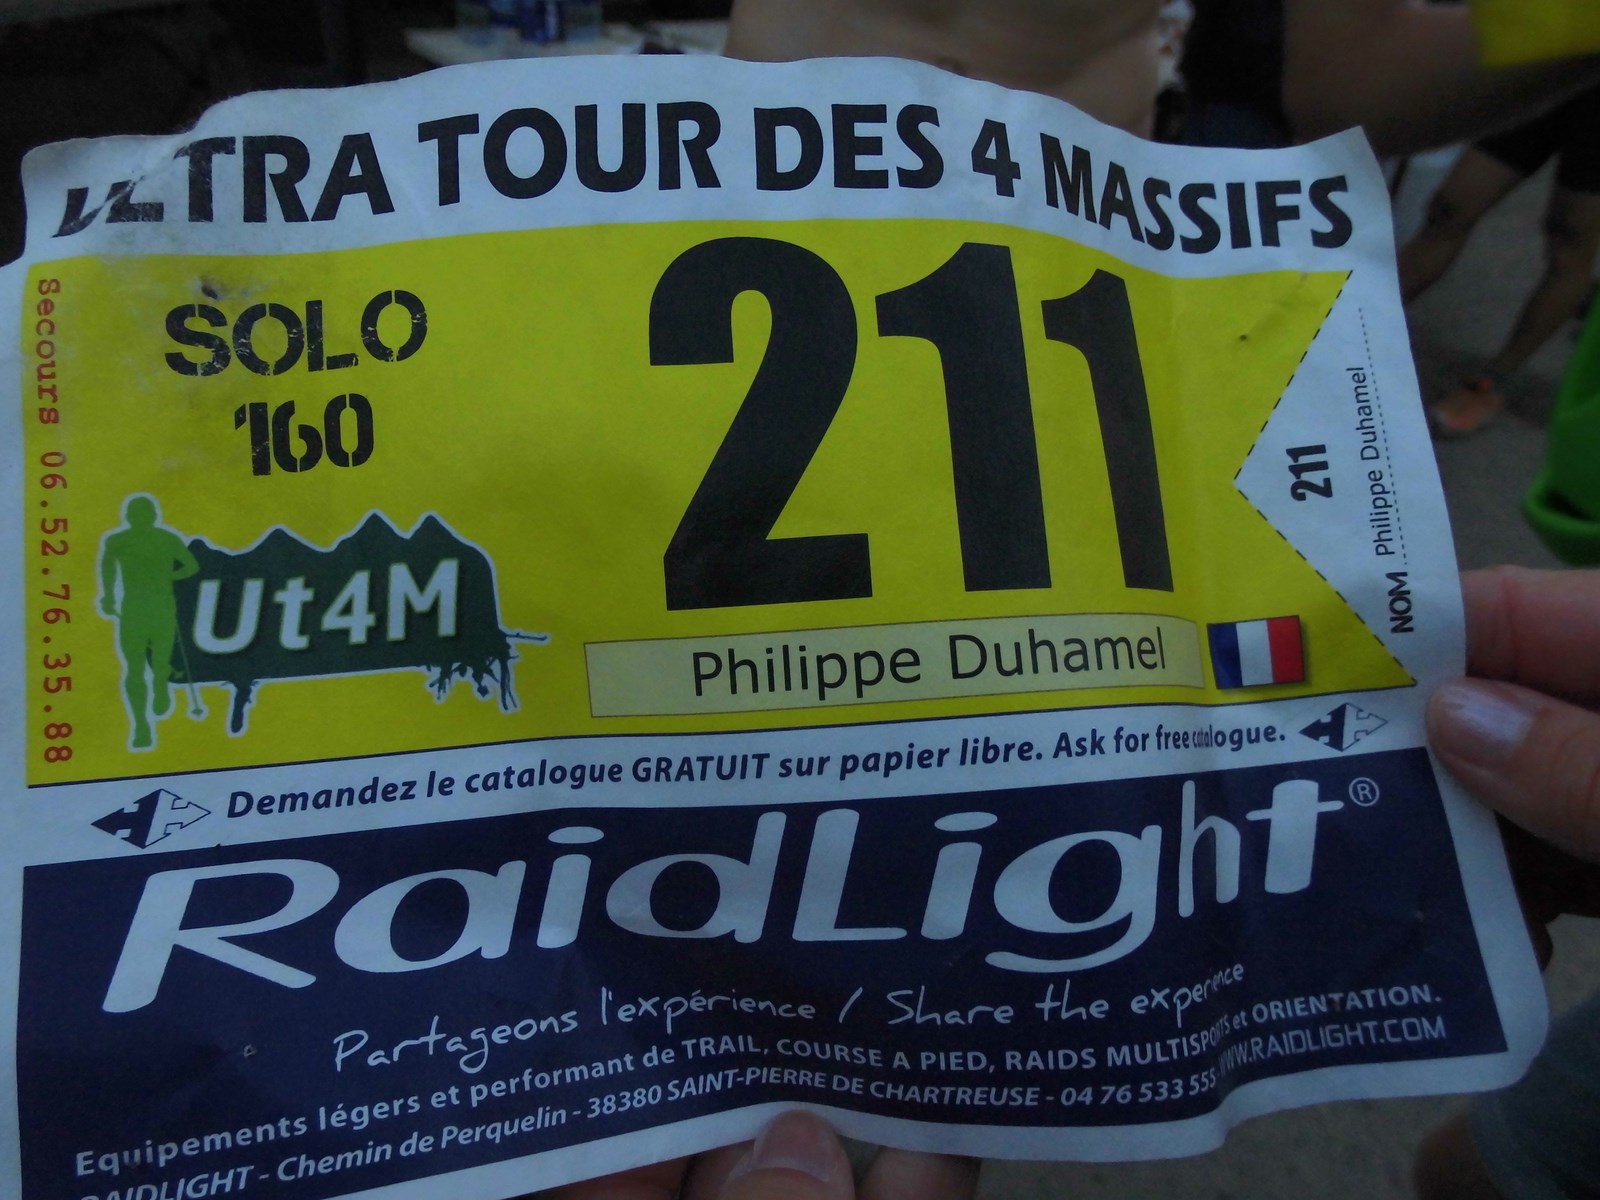 ULTRA TOUR DES 4 MASSIFS
Secours 06.52.76.35.88
SOLO
160
211
Ut4M
Philippe Duhamel
211
NOM Philippe Duhamel
Demandez le catalogue GRATUIT sur papier libre. Ask for free catalogue.
RaidLight®
Partageons l'expérience / Share the experience
Equipements légers et performant de TRAIL, COURSE A PIED, RAIDS MULTISPORTS et ORIENTATION.
RAIDLIGHT - Chemin de Perquelin - 38380 SAINT-PIERRE DE CHARTREUSE - 04 76 533 555 - WWW.RAIDLIGHT.COM